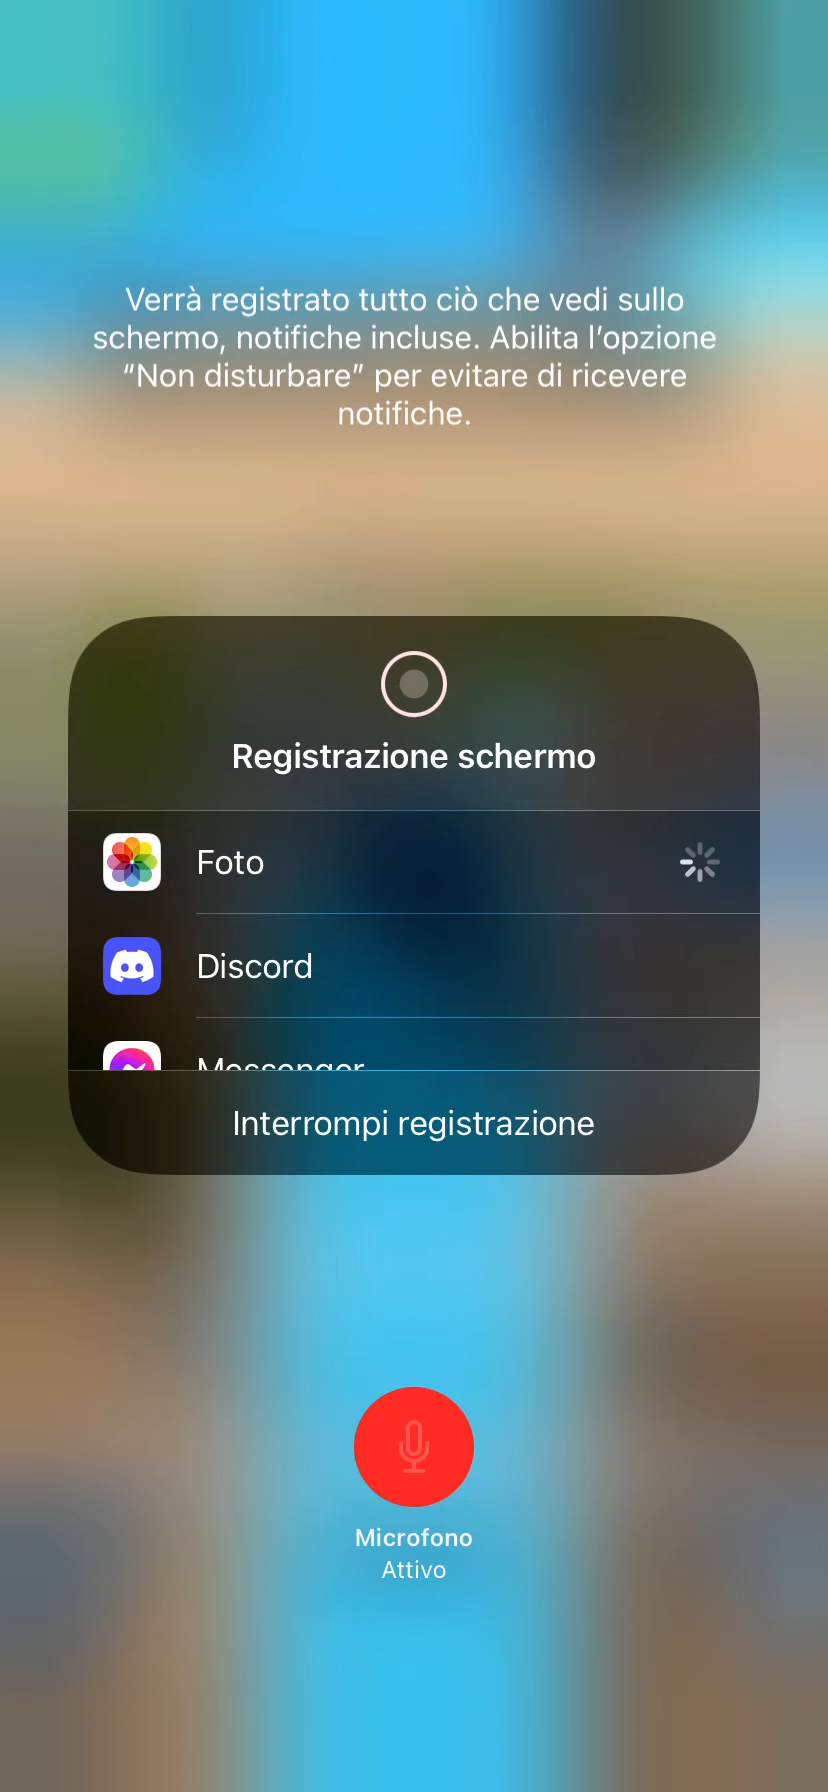 Verrà registrato tutto ciò che vedi sullo
schermo, notifiche incluse. Abilita l’opzione
“Non disturbare” per evitare di ricevere
notifiche.
Registrazione schermo
Foto
Discord
Messenger
Interrompi registrazione
Microfono
Attivo